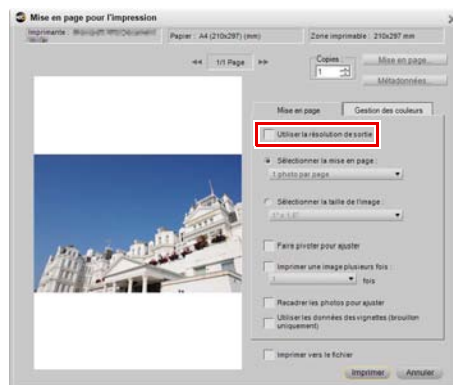 Mise en page pour l'impression
Imprimante : Microsoft XPS Document
Papier : A4 (210x297) (mm)
Zone imprimable : 210x297 mm
1/1 Page
Copies :
1
Mise en page...
Métadonnées...
Mise en page
Gestion des couleurs
Utiliser la résolution de sortie
Sélectionner la mise en page :
1 photo par page
Sélectionner la taille de l'image :
Faire pivoter pour ajuster
Imprimer une image plusieurs fois :
1
fois
Recadrer les photos pour ajuster
Utiliser les données des vignettes (brouillon
uniquement)
Imprimer vers le fichier
Imprimer
Annuler